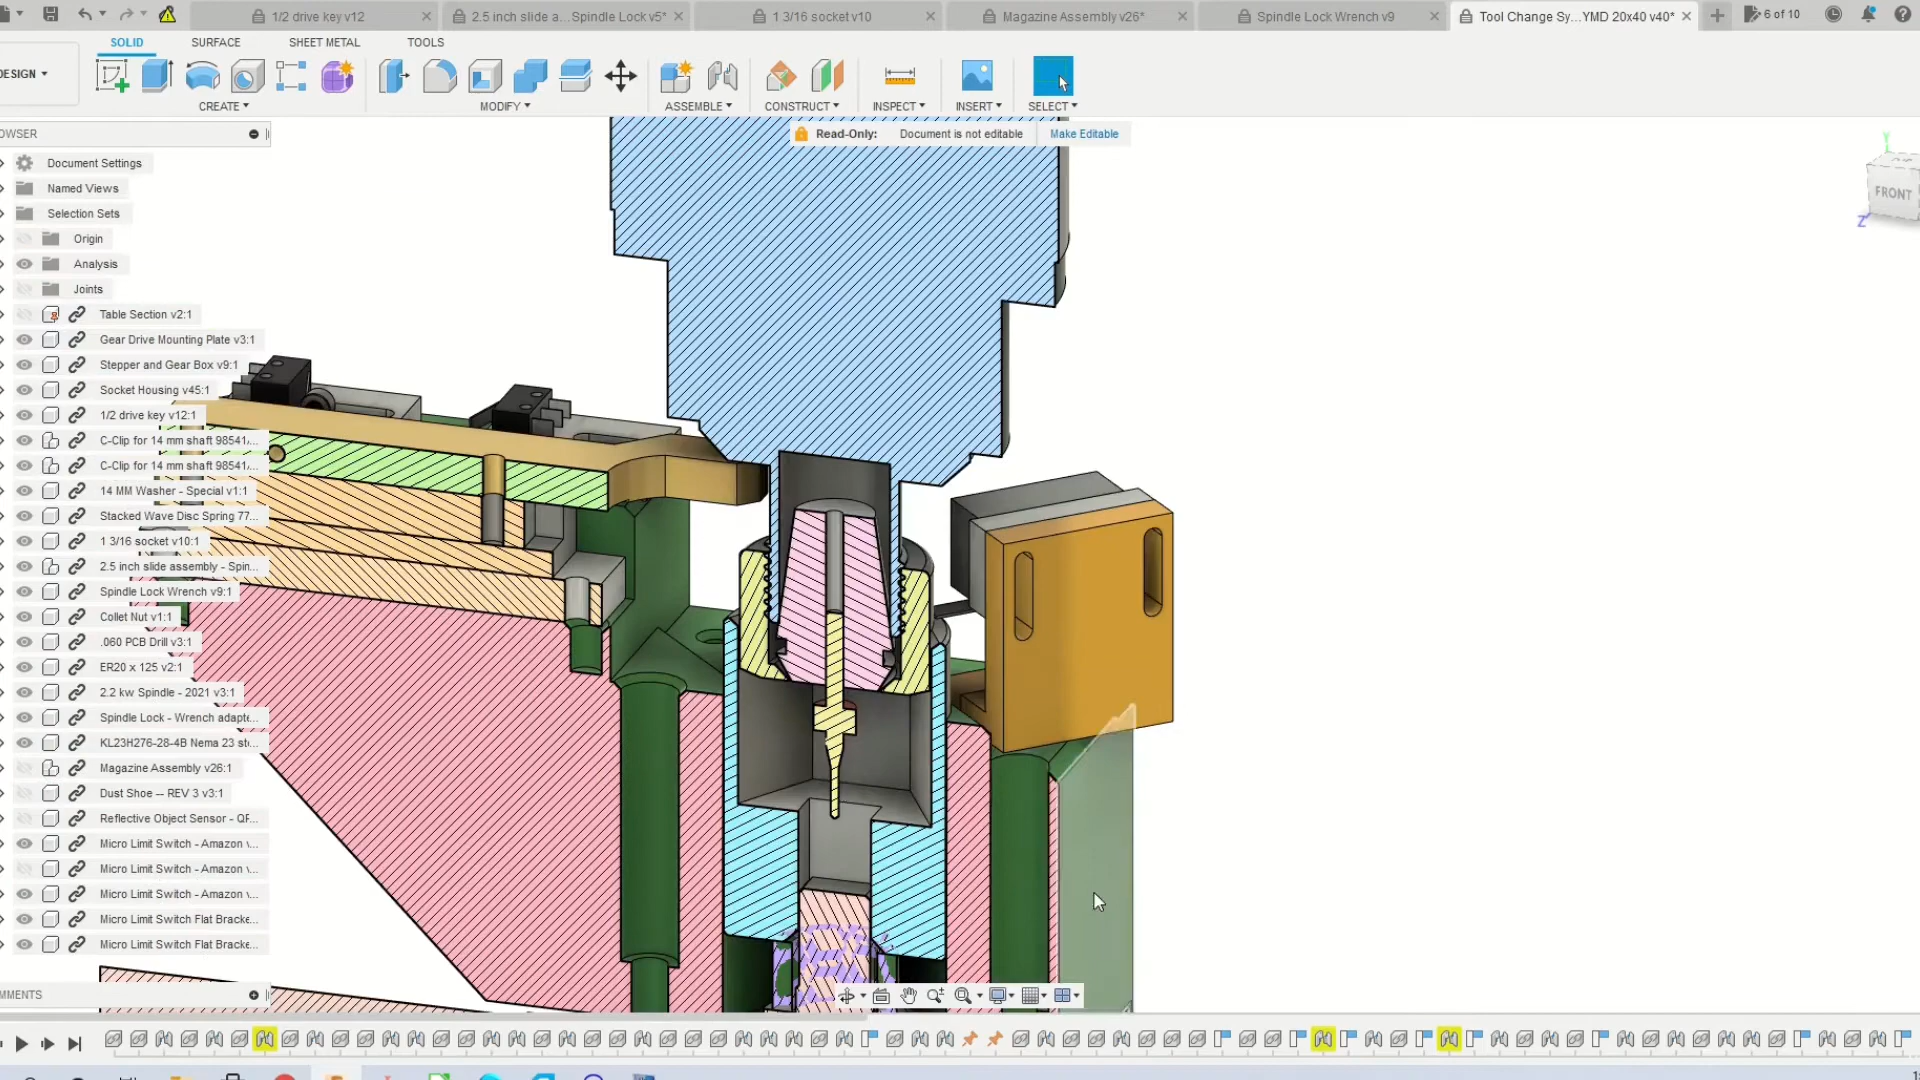 1/2 drive key v12
2.5 inch slide a...Spindle Lock v5*
1 3/16 socket v10
Magazine Assembly v26*
Spindle Lock Wrench v9
Tool Change Sy...YMD 20x40 v40*
6 of 10
SOLID
SURFACE
SHEET METAL
TOOLS
DESIGN
CREATE
MODIFY
ASSEMBLE
CONSTRUCT
INSPECT
INSERT
SELECT
OWSER
Read-Only: Document is not editable Make Editable
Y
FRONT
Z
Document Settings
Named Views
Selection Sets
Origin
Analysis
Joints
Table Section v2:1
Gear Drive Mounting Plate v3:1
Stepper and Gear Box v9:1
Socket Housing v45:1
1/2 drive key v12:1
C-Clip for 14 mm shaft 98541...
C-Clip for 14 mm shaft 98541...
14 MM Washer - Special v1:1
Stacked Wave Disc Spring 77...
1 3/16 socket v10:1
2.5 inch slide assembly - Spin...
Spindle Lock Wrench v9:1
Collet Nut v1:1
.060 PCB Drill v3:1
ER20 x 125 v2:1
2.2 kw Spindle - 2021 v3:1
Spindle Lock - Wrench adapte...
KL23H276-28-4B Nema 23 ste...
Magazine Assembly v26:1
Dust Shoe -- REV 3 v3:1
Reflective Object Sensor - QF...
Micro Limit Switch - Amazon v...
Micro Limit Switch - Amazon v...
Micro Limit Switch - Amazon v...
Micro Limit Switch Flat Bracke...
Micro Limit Switch Flat Bracke...
MMENTS